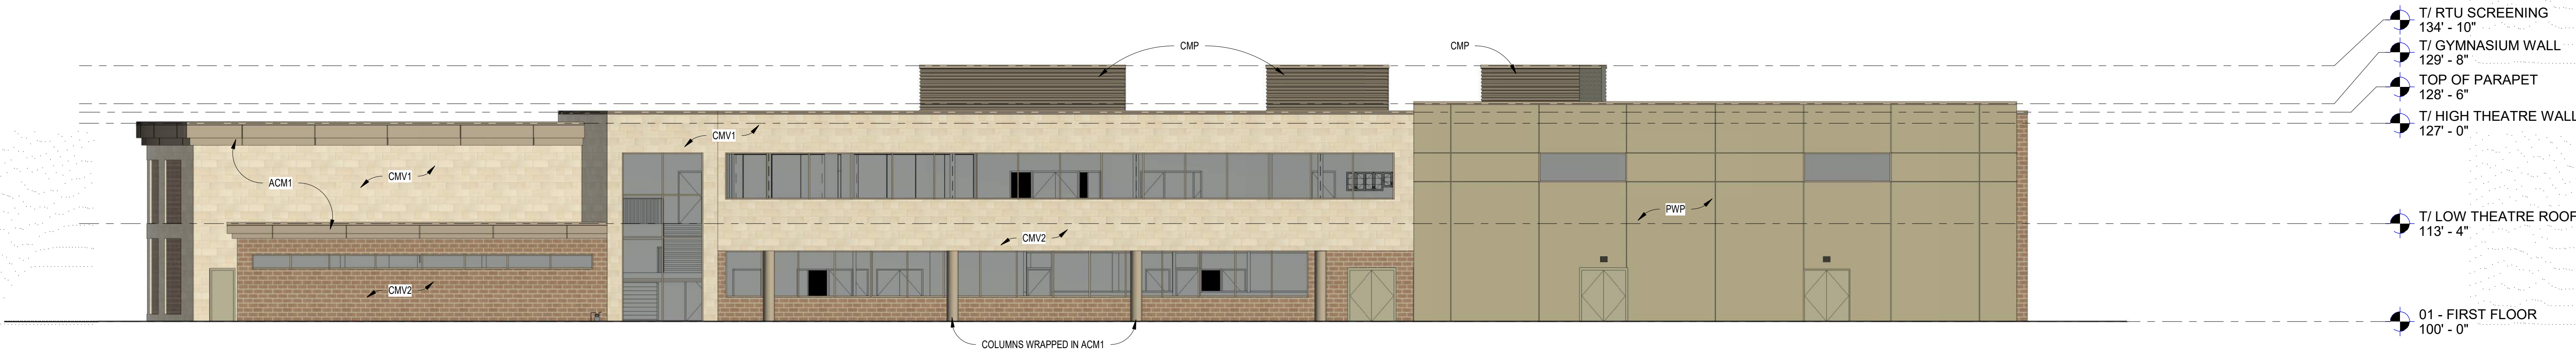 T/ RTU SCREENING
134' - 10"
T/ GYMNASIUM WALL
129' - 8"
TOP OF PARAPET
128' - 6"
T/ HIGH THEATRE WALL
127' - 0"
CMP
CMP
CMV1
CMV1
ACM1
PWP
T/ LOW THEATRE ROOF
113' - 4"
CMV2
CMV2
01 - FIRST FLOOR
100' - 0"
COLUMNS WRAPPED IN ACM1